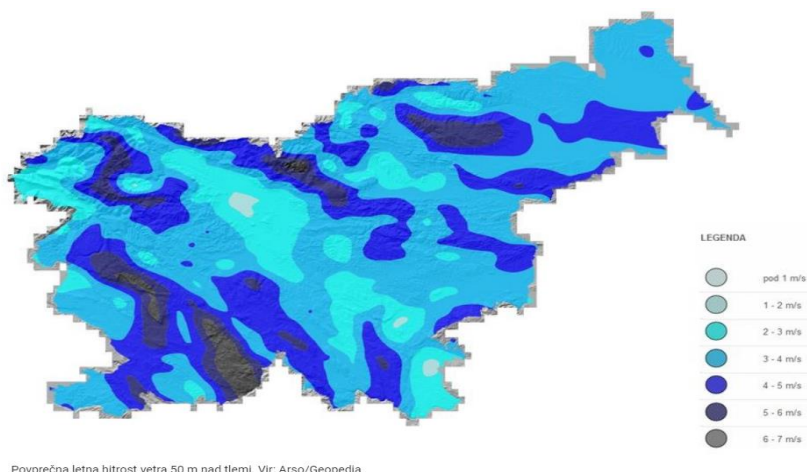 LEGENDA
pod 1 m/s
1 - 2 m/s
2 - 3 m/s
3 - 4 m/s
4 - 5 m/s
5 - 6 m/s
6 - 7 m/s
Povprečna letna hitrost vetra 50 m nad tlemi. Vir: Arso/Geopedia